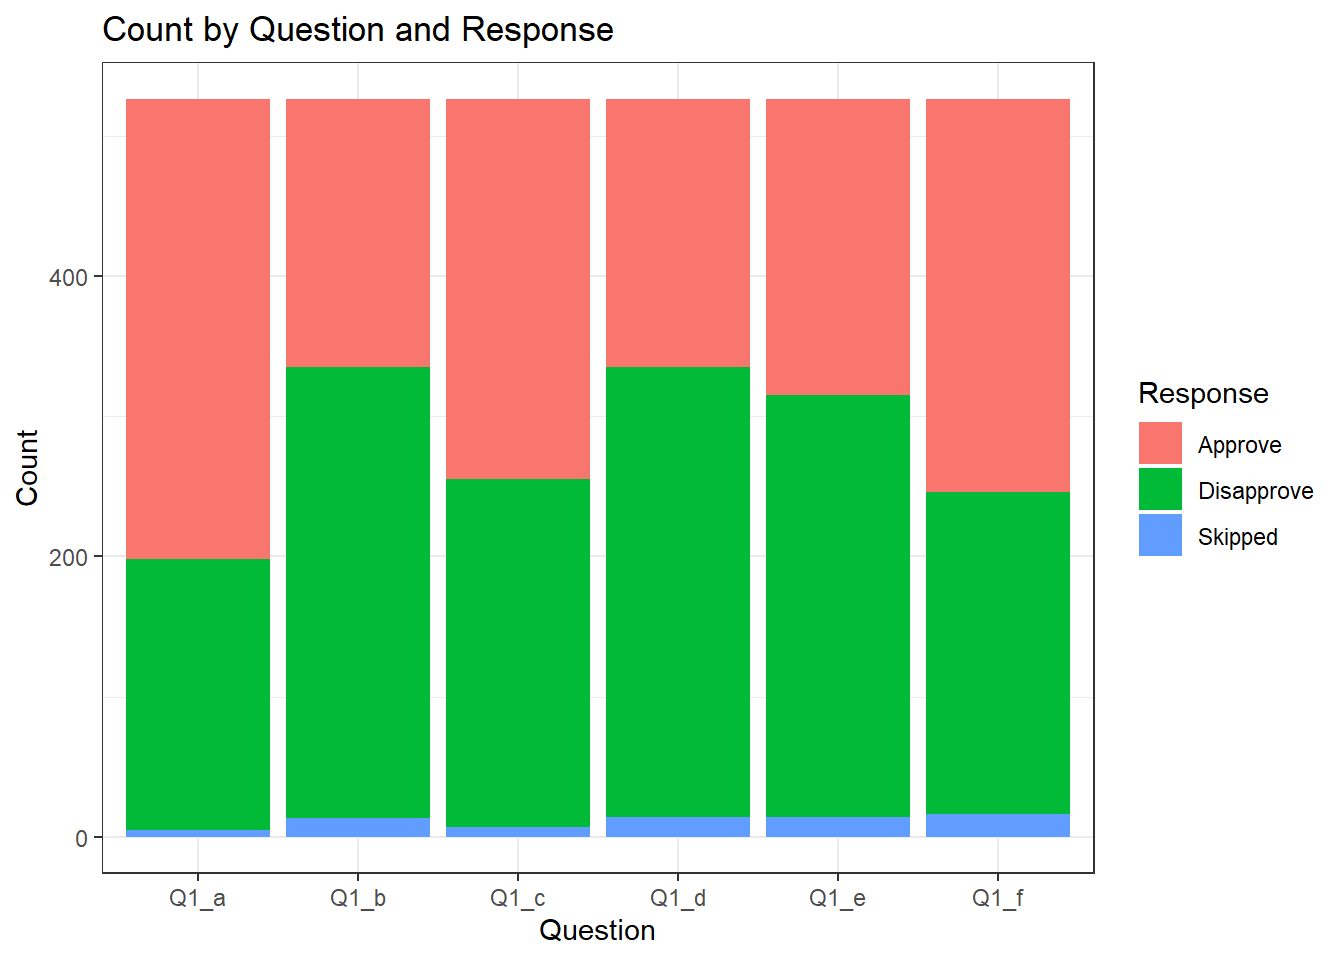 Count by Question and Response
Count
400
200
0
Q1_a
Q1_b
Q1_c
Q1_d
Q1_e
Q1_f
Question
Response
Approve
Disapprove
Skipped